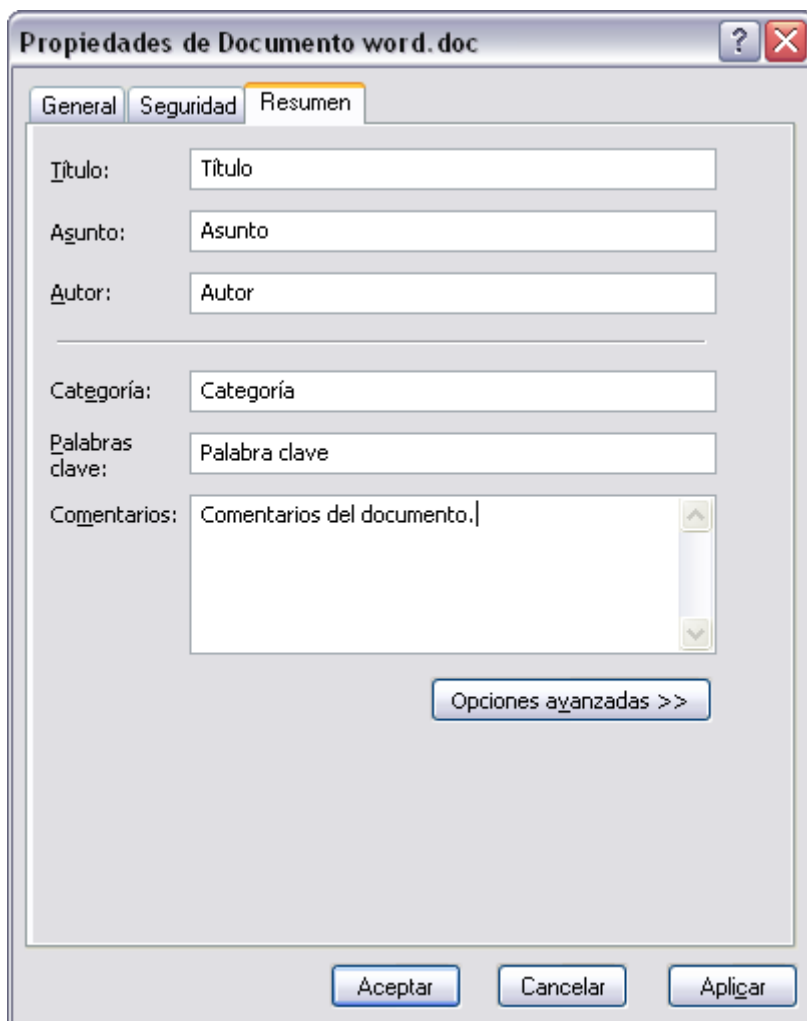 Propiedades de Documento word.doc
General Seguridad Resumen
Título: Título
Asunto: Asunto
Autor: Autor
Categoría: Categoría
Palabras
clave: Palabra clave
Comentarios: Comentarios del documento.
Opciones avanzadas >>
Aceptar Cancelar Aplicar